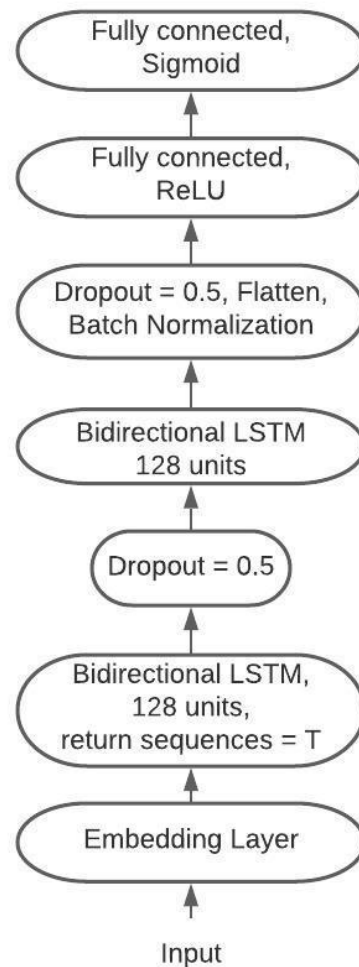 Fully connected,
Sigmoid
Fully connected,
ReLU
Dropout = 0.5, Flatten,
Batch Normalization
Bidirectional LSTM
128 units
Dropout = 0.5
Bidirectional LSTM,
128 units,
return sequences = T
Embedding Layer
Input